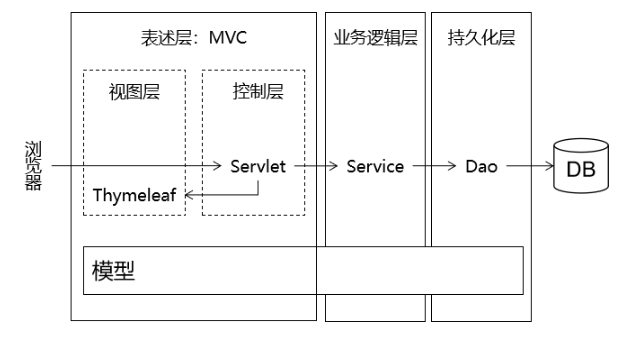 表述层：MVC
业务逻辑层
持久化层
视图层
控制层
浏览器
Servlet
Service
Dao
DB
Thymeleaf
模型